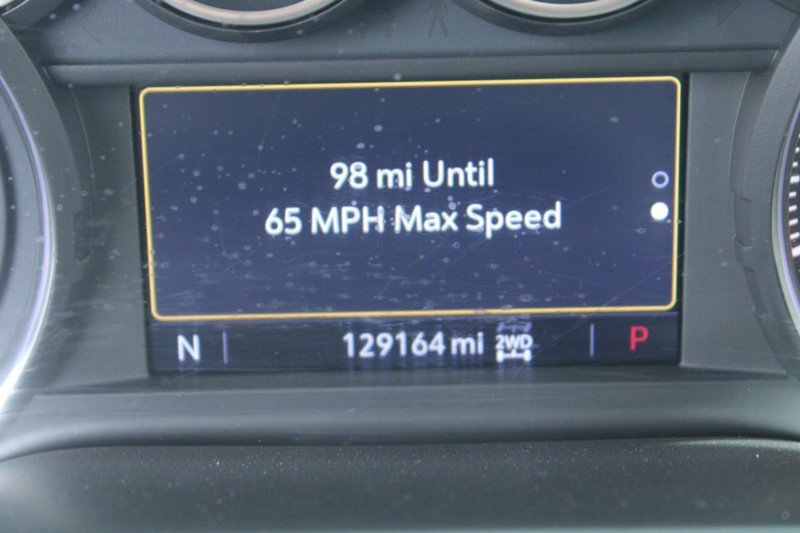 98 mi Until
65 MPH Max Speed
N 129164 mi 2WD P